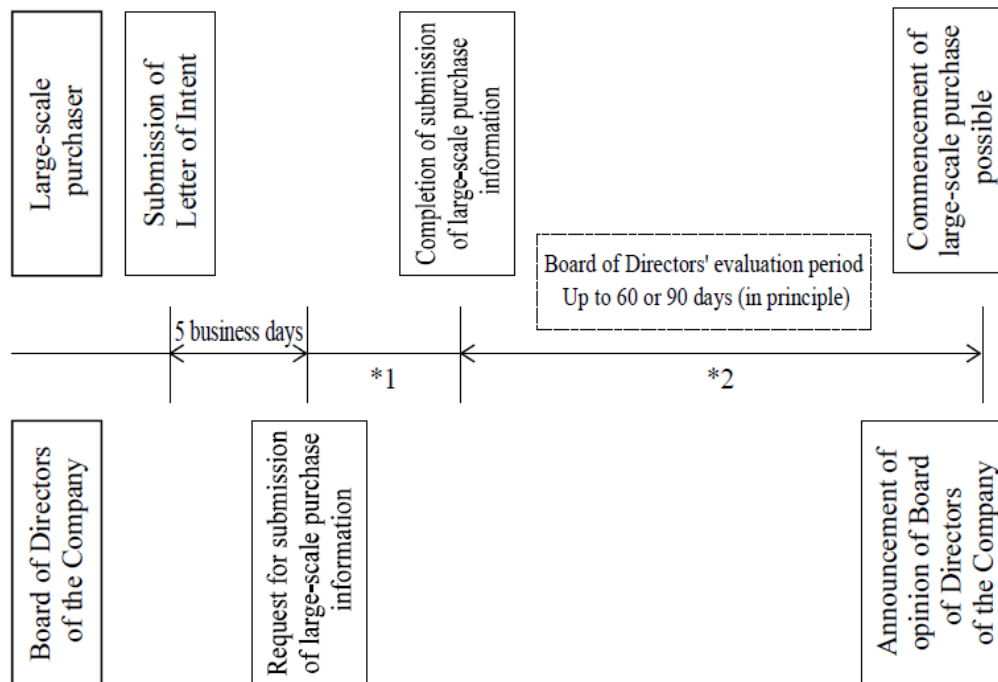 Large-scale
purchaser
Submission of
Letter of Intent
Completion of submission
of large-scale purchase
information
Commencement of
large-scale purchase
possible
Board of Directors' evaluation period
Up to 60 or 90 days (in principle)
5 business days
*1
*2
Board of Directors
of the Company
Request for submission
of large-scale purchase
information
Announcement of
opinion of Board
of Directors
of the Company